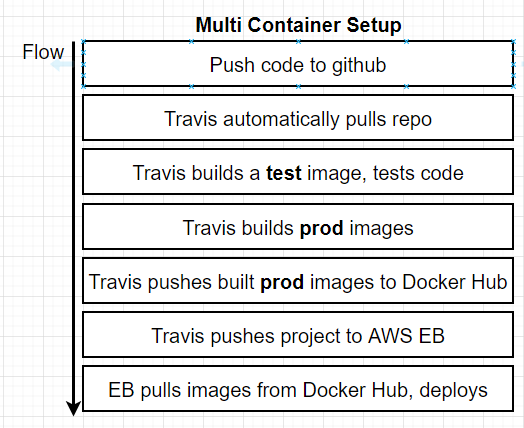 Multi Container Setup
Flow
Push code to github
Travis automatically pulls repo
Travis builds a test image, tests code
Travis builds prod images
Travis pushes built prod images to Docker Hub
Travis pushes project to AWS EB
EB pulls images from Docker Hub, deploys